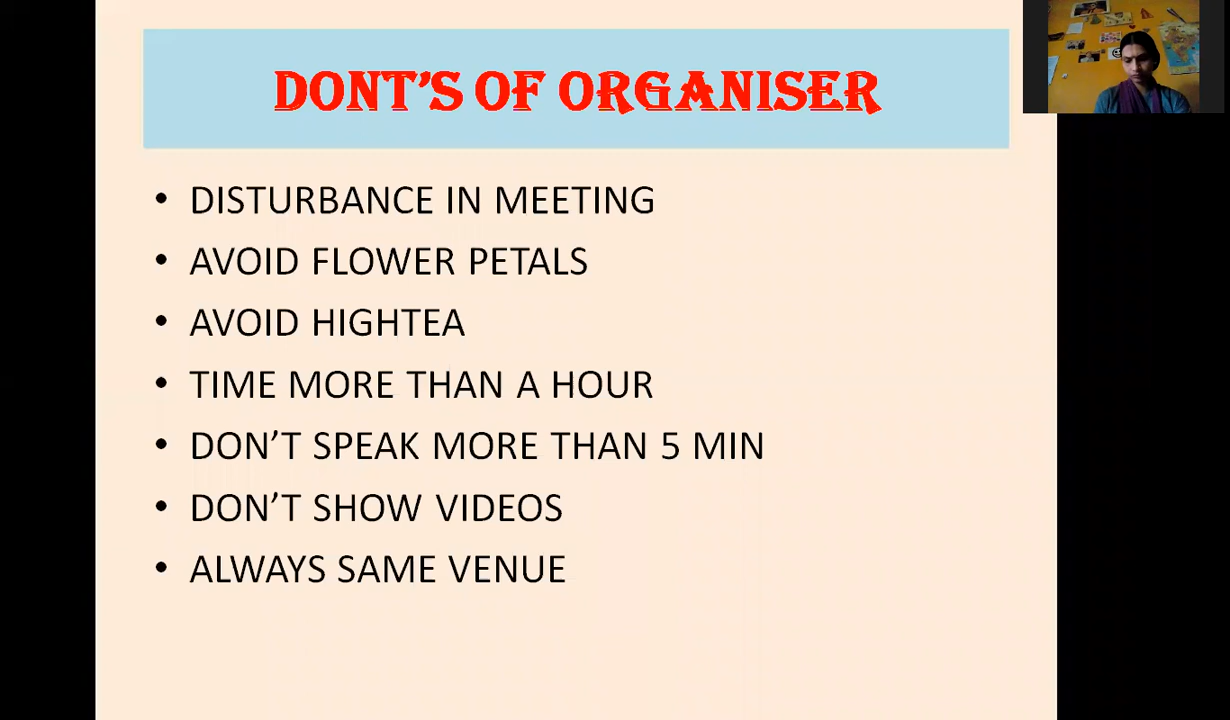 DONT'S OF ORGANISER
• DISTURBANCE IN MEETING
• AVOID FLOWER PETALS
• AVOID HIGHTEA
• TIME MORE THAN A HOUR
• DON'T SPEAK MORE THAN 5 MIN
• DON'T SHOW VIDEOS
• ALWAYS SAME VENUE